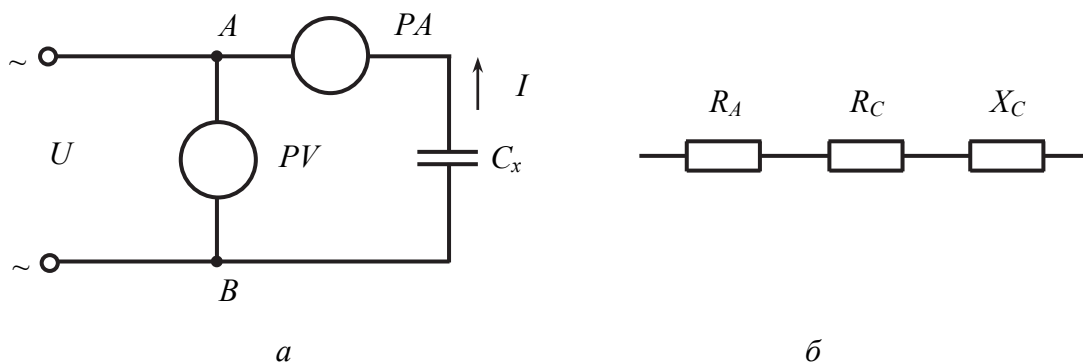 A PA
~
I
R_A R_C X_C
U PV C_x
~
B
а б